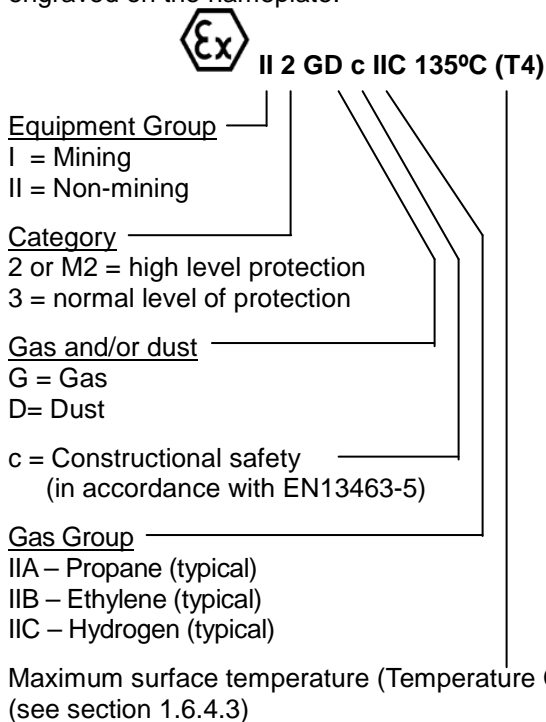 engraved on the nameplate.
Ex II 2 GD c IIC 135ºC (T4)
Equipment Group
I = Mining
II = Non-mining
Category
2 or M2 = high level protection
3 = normal level of protection
Gas and/or dust
G = Gas
D= Dust
c = Constructional safety
(in accordance with EN13463-5)
Gas Group
IIA – Propane (typical)
IIB – Ethylene (typical)
IIC – Hydrogen (typical)
Maximum surface temperature (Temperature
(see section 1.6.4.3)